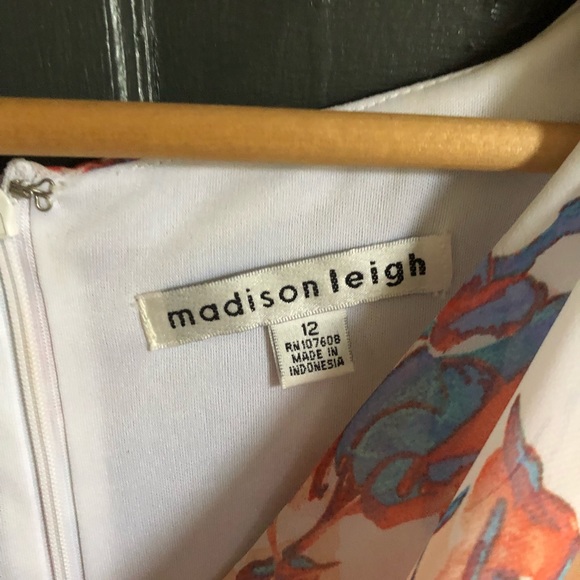 madison leigh
12
RN107608
MADE IN
INDONESIA